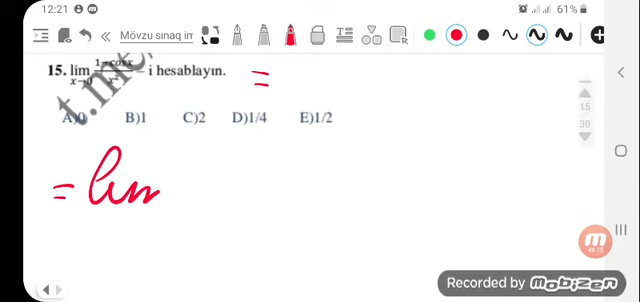 12:21
61%
Mövzu sınaq im
15. lim 1-cosx
x→0 x² - i hesablayın. =
t.me
A)0 B)1 C)2 D)1/4 E)1/2
15
30
= lim
Recorded by mobizen